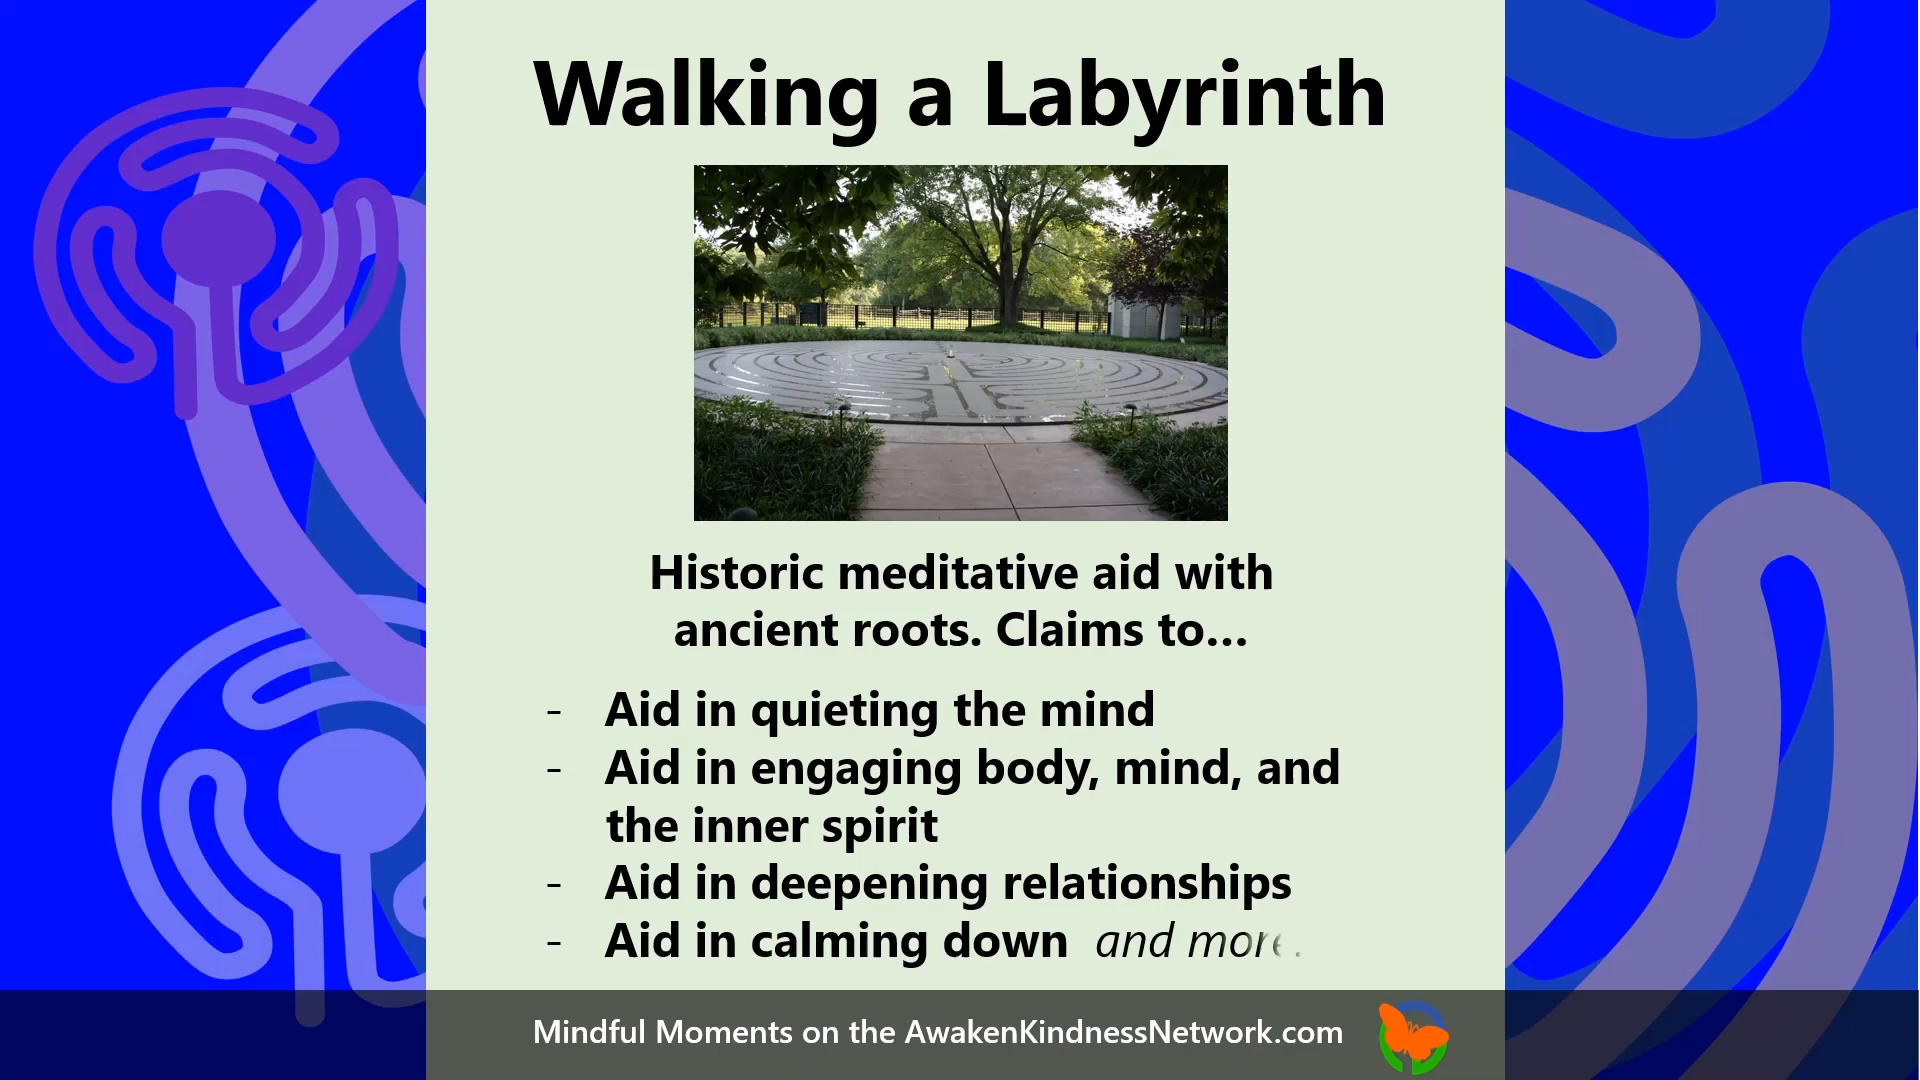 Walking a Labyrinth
Historic meditative aid with
ancient roots. Claims to...
- Aid in quieting the mind
- Aid in engaging body, mind, and
the inner spirit
- Aid in deepening relationships
- Aid in calming down and more.
Mindful Moments on the AwakenKindnessNetwork.com